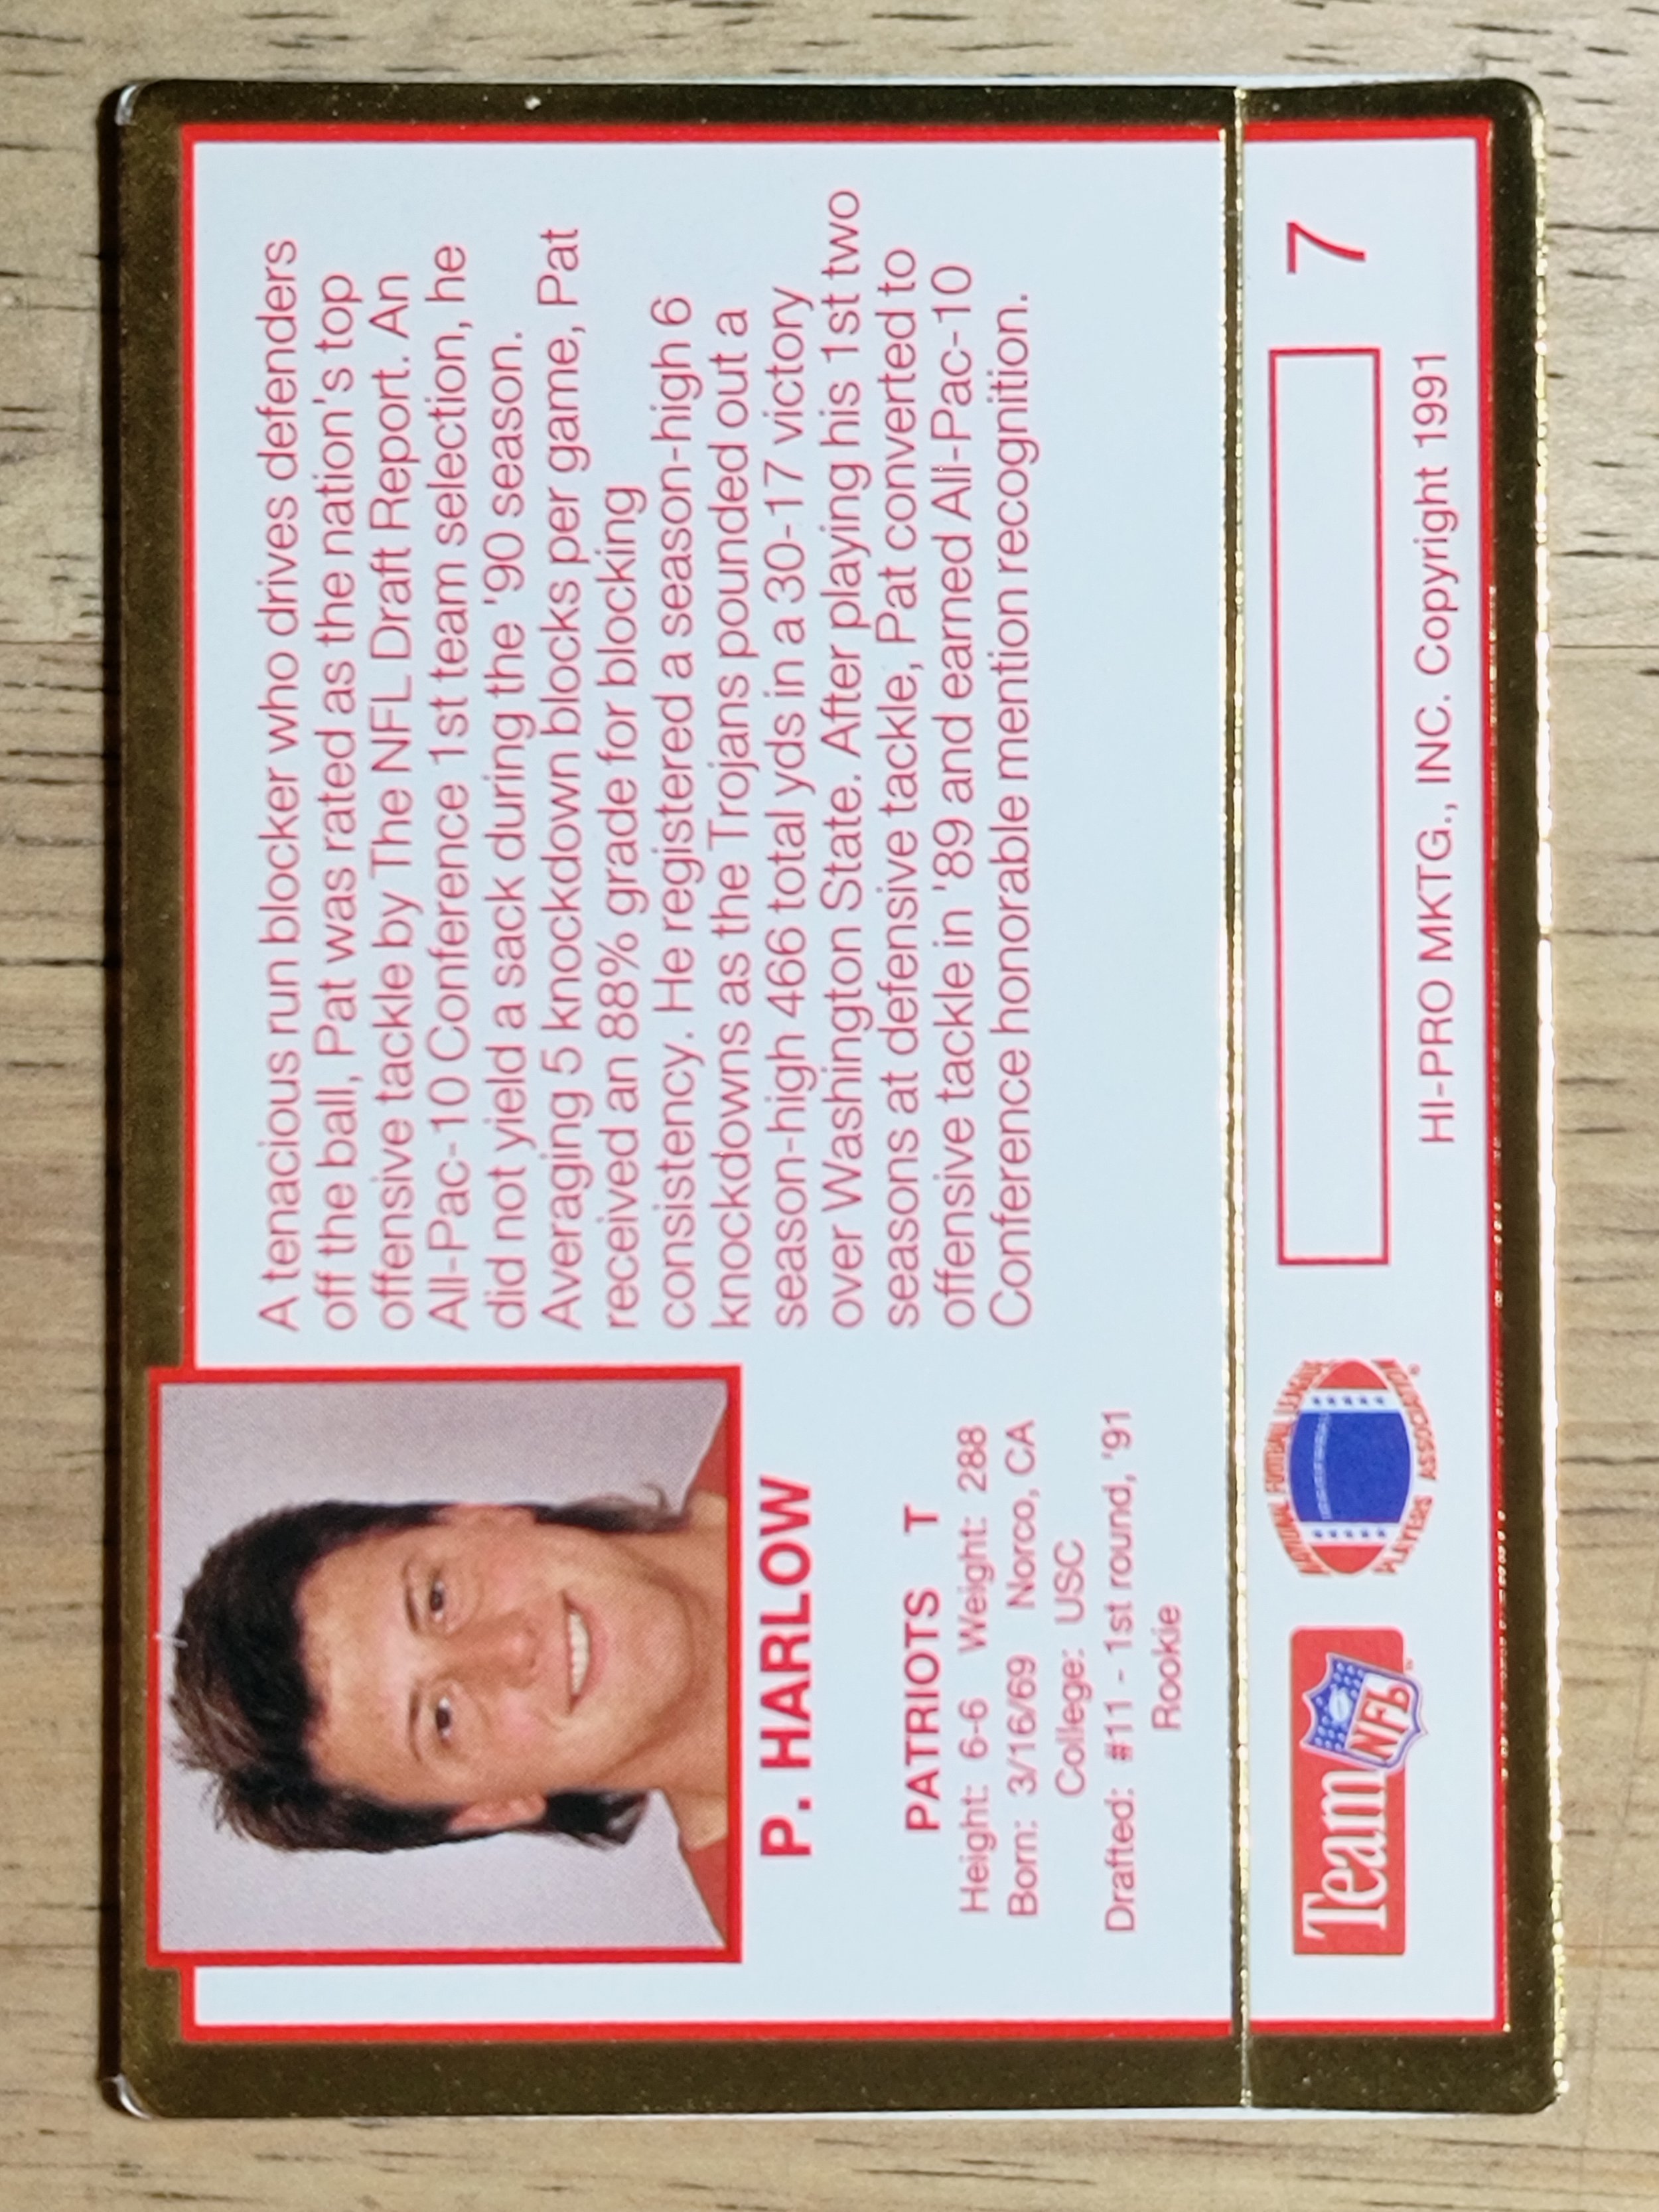 A tenacious run blocker who drives defenders
off the ball, Pat was rated as the nation's top
offensive tackle by The NFL Draft Report. An
All-Pac-10 Conference 1st team selection, he
did not yield a sack during the '90 season.
Averaging 5 knockdown blocks per game, Pat
received an 88% grade for blocking
consistency. He registered a season-high 6
knockdowns as the Trojans pounded out a
season-high 466 total yds in a 30-17 victory
over Washington State. After playing his 1st two
seasons at defensive tackle, Pat converted to
offensive tackle in '89 and earned All-Pac-10
Conference honorable mention recognition.
P. HARLOW
PATRIOTS T
Height: 6-6 Weight: 288
Born: 3/16/69 Norco, CA
College: USC
Drafted: #11 - 1st round, '91
Rookie
Team NFL™
NATIONAL FOOTBALL LEAGUE
PLAYERS ASSOCIATION®
7
HI-PRO MKTG., INC. Copyright 1991